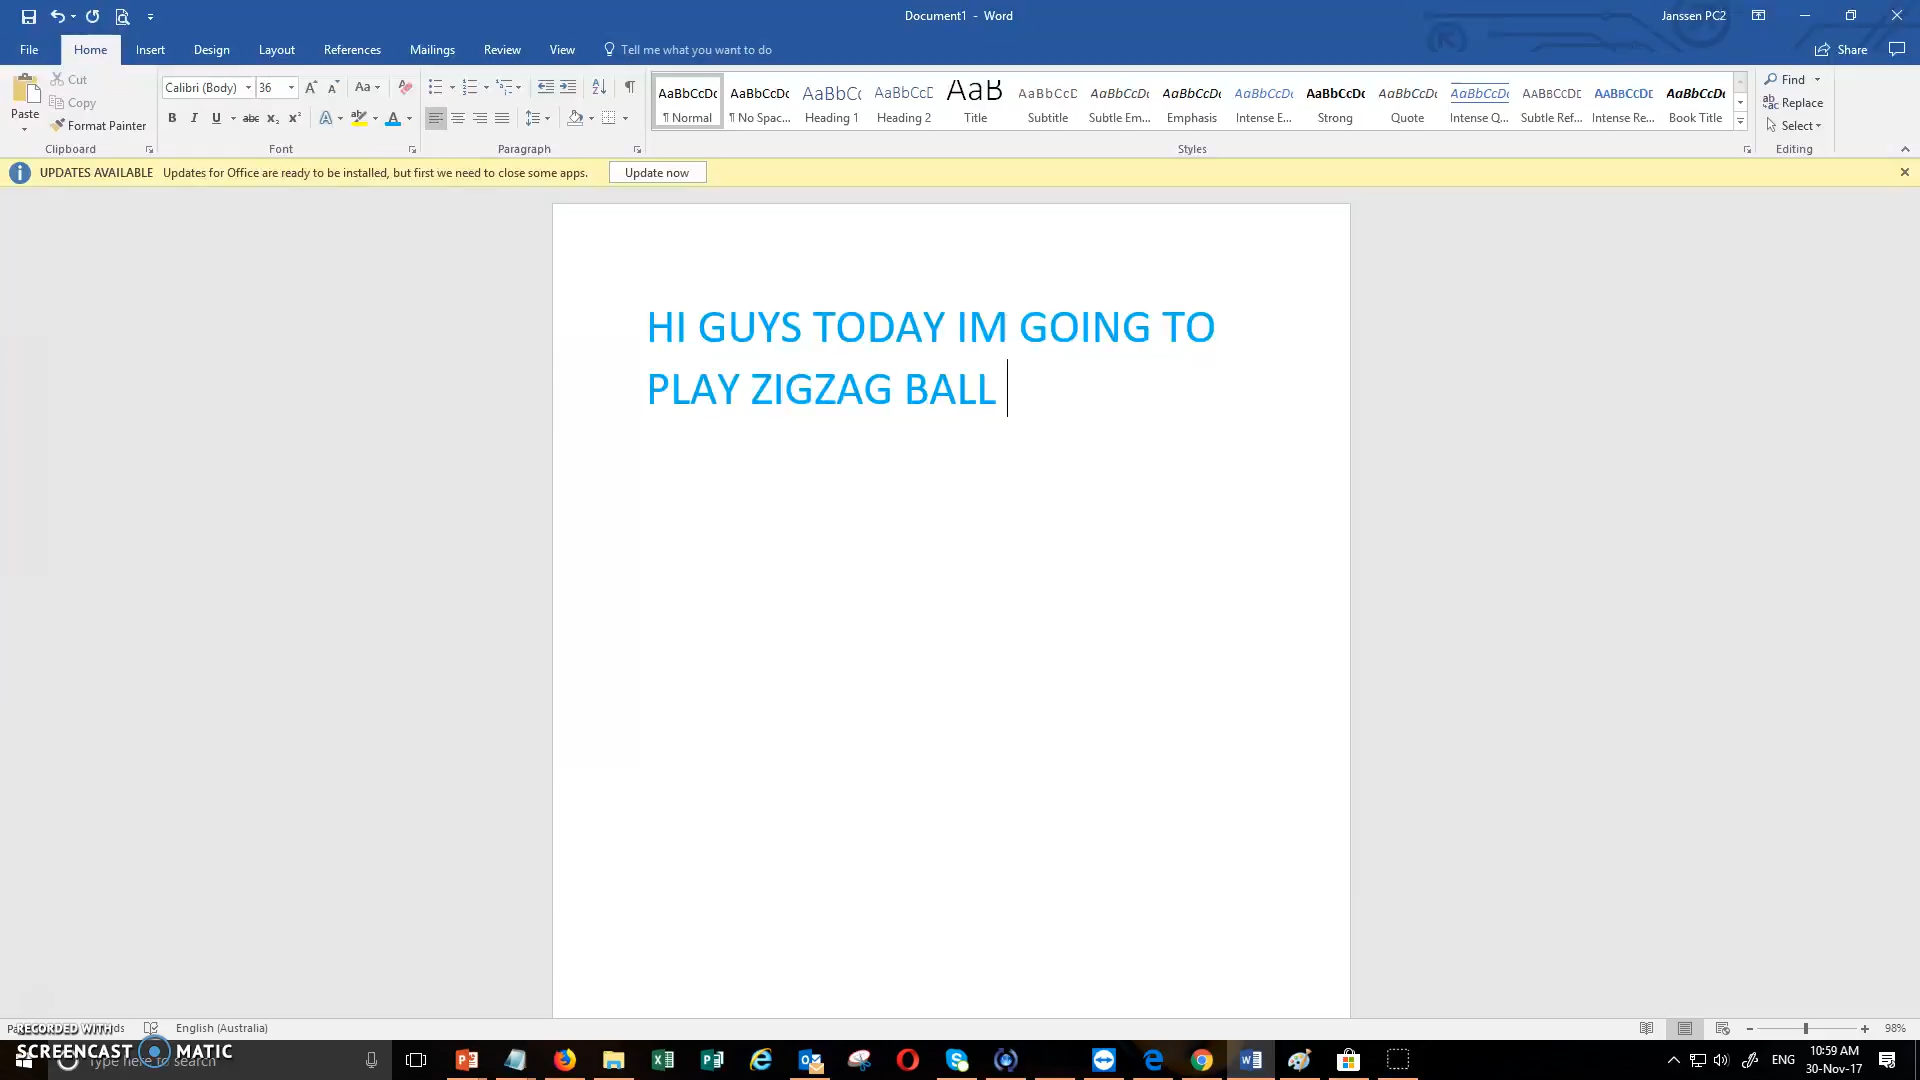 Document1 - Word
Janssen PC2
File Home Insert Design Layout References Mailings Review View Tell me what you want to do
Share
Paste
Cut
Copy
Format Painter
Clipboard
Calibri (Body) 36
Font
Paragraph
AaBbCcDc AaBbCcDc AaBbCc AaBbCcD AaB AaBbCcD AaBbCcDc AaBbCcDc AaBbCcDc AaBbCcDc AaBbCcDc AaBbCcDc AABBCCDE AABBCCDE AaBbCcDc
¶ Normal ¶ No Spac... Heading 1 Heading 2 Title Subtitle Subtle Em... Emphasis Intense E... Strong Quote Intense Q... Subtle Ref... Intense Re... Book Title
Styles
Find
Replace
Select
Editing
UPDATES AVAILABLE Updates for Office are ready to be installed, but first we need to close some apps. Update now
HI GUYS TODAY IM GOING TO
PLAY ZIGZAG BALL
English (Australia)
98%
RECORDED WITH
SCREENCAST MATIC
Type here to search
ENG
10:59 AM
30-Nov-17